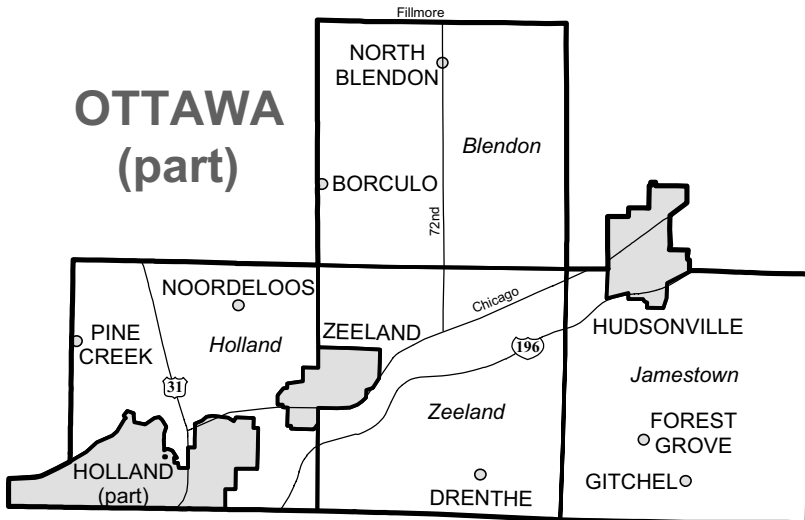 Fillmore
NORTH
BLENDON
OTTAWA
(part)
Blendon
BORCULO
72nd
NOORDELOOS
Chicago
ZEELAND
HUDSONVILLE
PINE
CREEK
Holland
196
31
Jamestown
Zeeland
FOREST
GROVE
HOLLAND
(part)
GITCHEL
DRENTHE